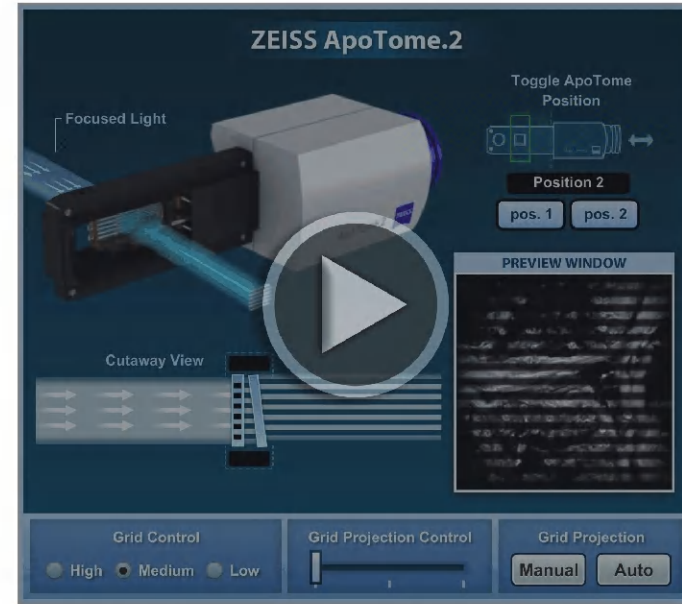 ZEISS ApoTome.2
Focused Light
Toggle ApoTome
Position
Position 2
pos. 1
pos. 2
PREVIEW WINDOW
Cutaway View
Grid Control
High
Medium
Low
Grid Projection Control
Grid Projection
Manual
Auto